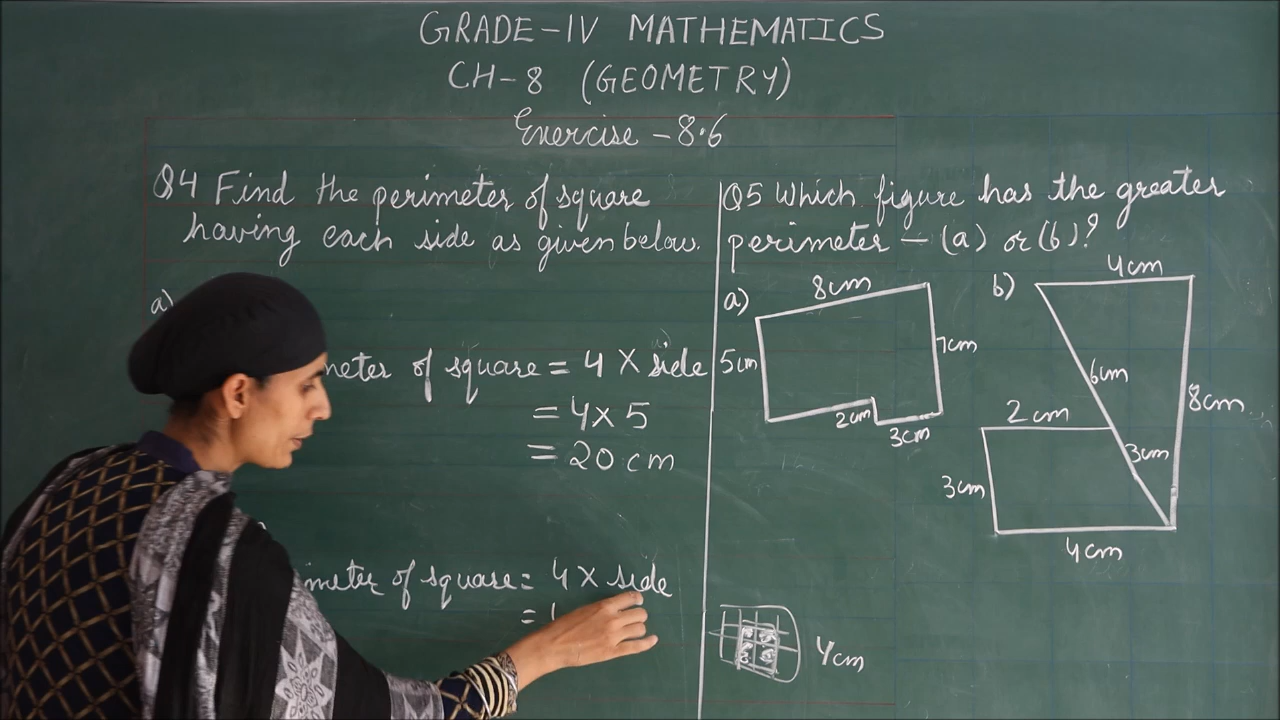 GRADE-IV MATHEMATICS
CH-8 (GEOMETRY)
Exercise - 8.6
Q4 Find the perimeter of square
having each side as given below.
a)
meter of square = 4 X side
= 4 X 5
= 20 cm
imeter of square = 4 X side
=
Q5 Which figure has the greater
perimeter - (a) or (b)?
a)
8cm
5cm
7cm
2cm
3cm
b)
4cm
6cm
8cm
2 cm
3cm
3cm
4cm
4cm